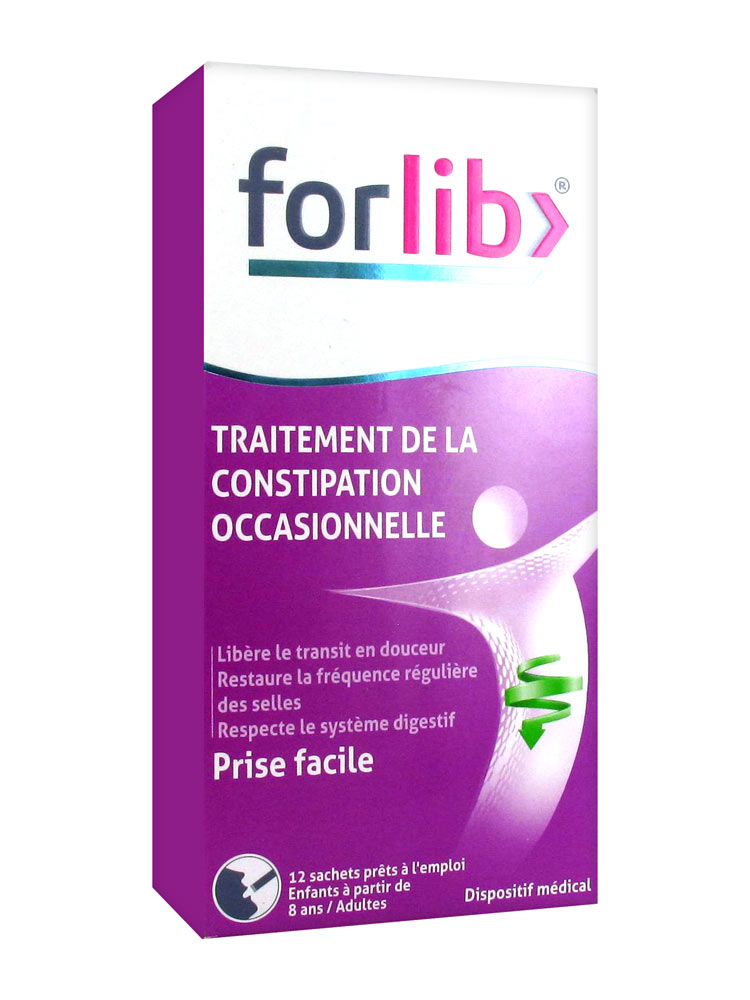 forlib®
TRAITEMENT DE LA
CONSTIPATION
OCCASIONNELLE
Libère le transit en douceur
Restaure la fréquence régulière
des selles
Respecte le système digestif
Prise facile
12 sachets prêts à l'emploi
Enfants à partir de
8 ans / Adultes
Dispositif médical